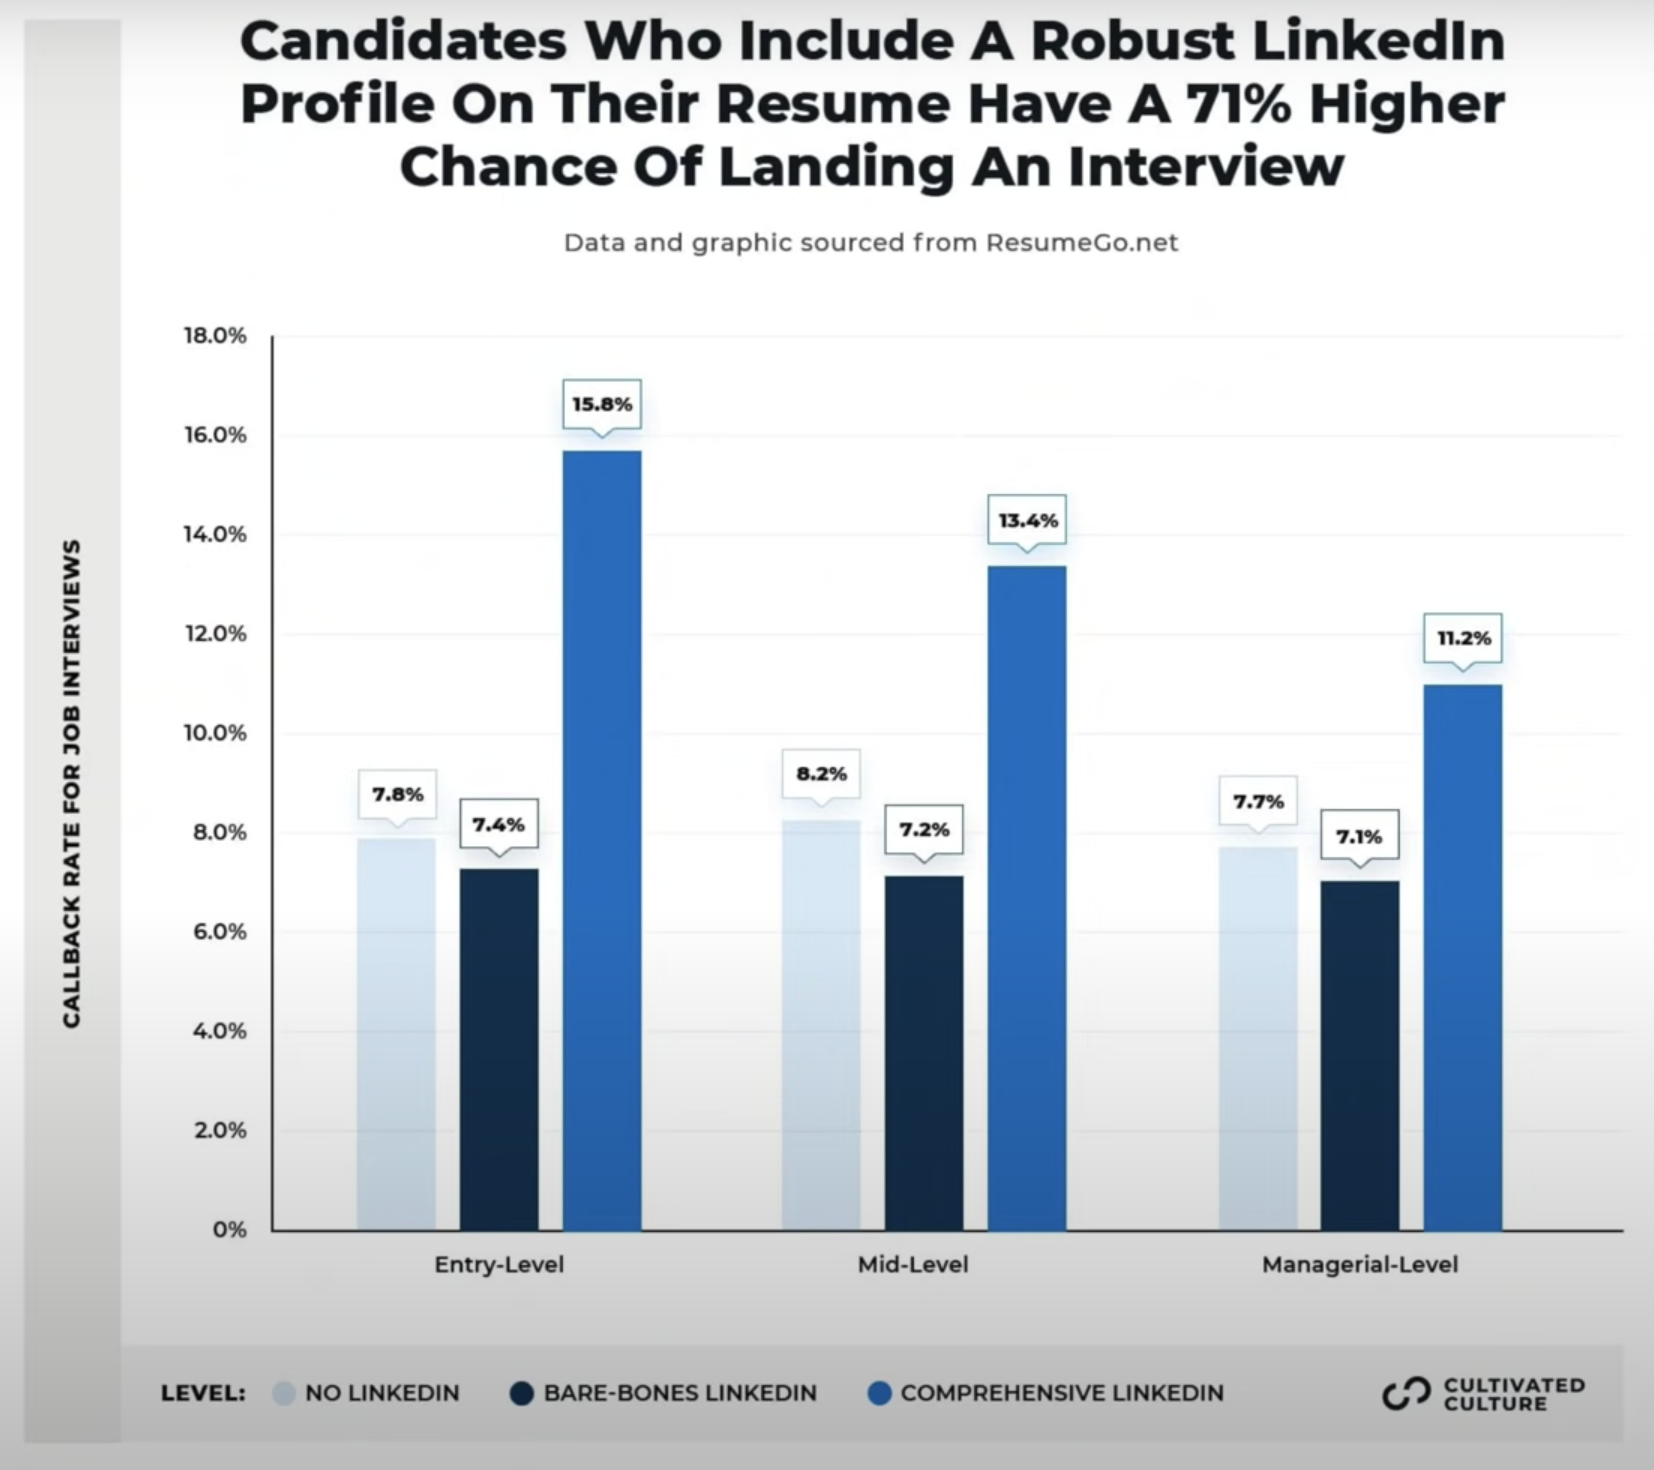 Candidates Who Include A Robust LinkedIn
Profile On Their Resume Have A 71% Higher
Chance Of Landing An Interview
Data and graphic sourced from ResumeGo.net
CALLBACK RATE FOR JOB INTERVIEWS
18.0%
16.0%
14.0%
12.0%
10.0%
8.0%
6.0%
4.0%
2.0%
0%
7.8%
7.4%
15.8%
8.2%
7.2%
13.4%
7.7%
7.1%
11.2%
Entry-Level
Mid-Level
Managerial-Level
LEVEL: NO LINKEDIN BARE-BONES LINKEDIN COMPREHENSIVE LINKEDIN
CULTIVATED
CULTURE